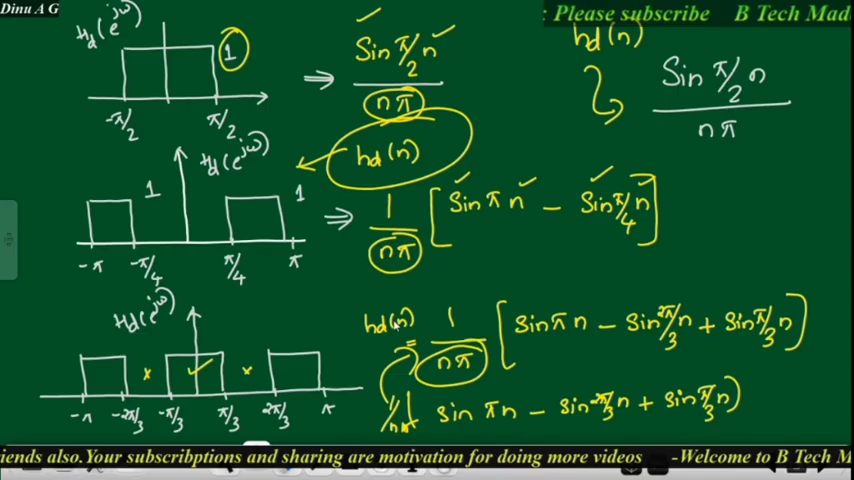 Dinu A G
: Please subscribe B Tech Mad
Hd(e^jω)
1
-π/2 π/2
⇒ Sin π/2 n / nπ
hd(n)
Sin π/2 n / nπ
hd(n)
Hd(e^jω)
1 1
-π -π/4 π/4 π
⇒ 1/nπ [Sin π n - Sin π/4 n]
Hd(e^jω)
-π -2π/3 -π/3 π/3 2π/3 π
hd(n) = 1/nπ [Sin π n - Sin 2π/3 n + Sin π/3 n]
sin πn - sin 2π/3 n + sin π/3 n)
iends also.Your subscribptions and sharing are motivation for doing more videos -Welcome to B Tech Ma